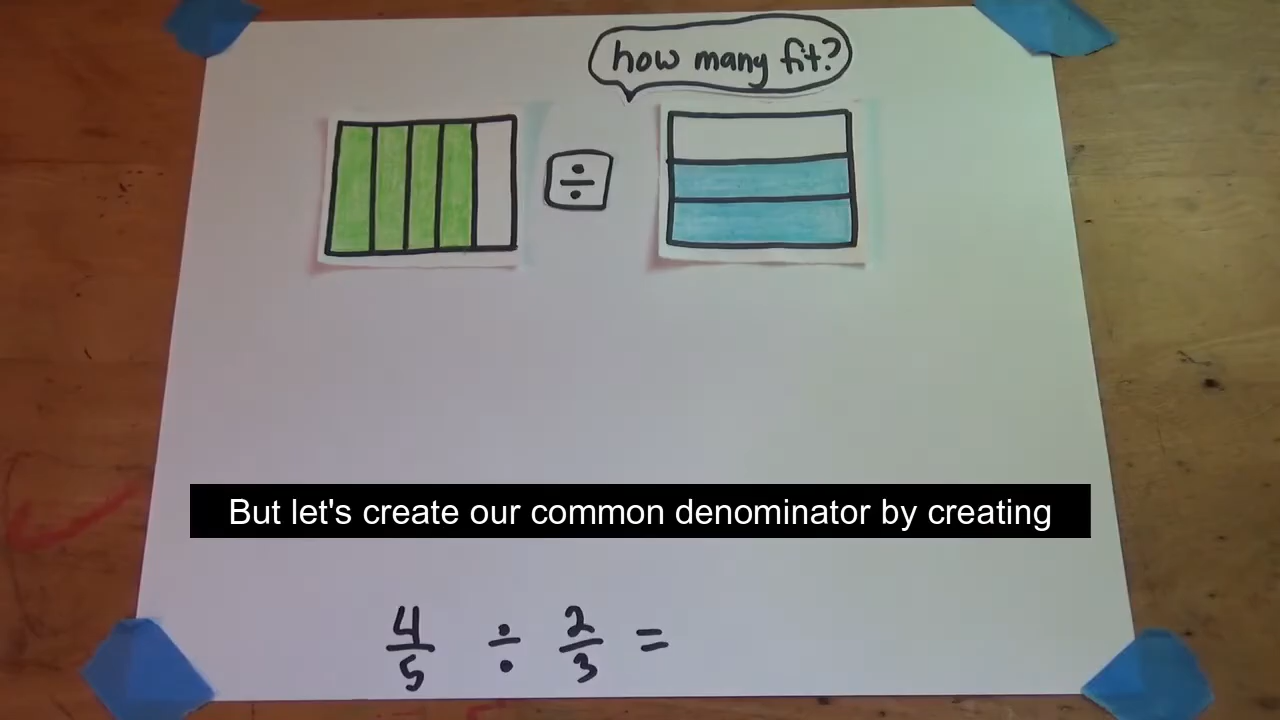 how many fit?
÷
But let's create our common denominator by creating
4/5 ÷ 2/3 =